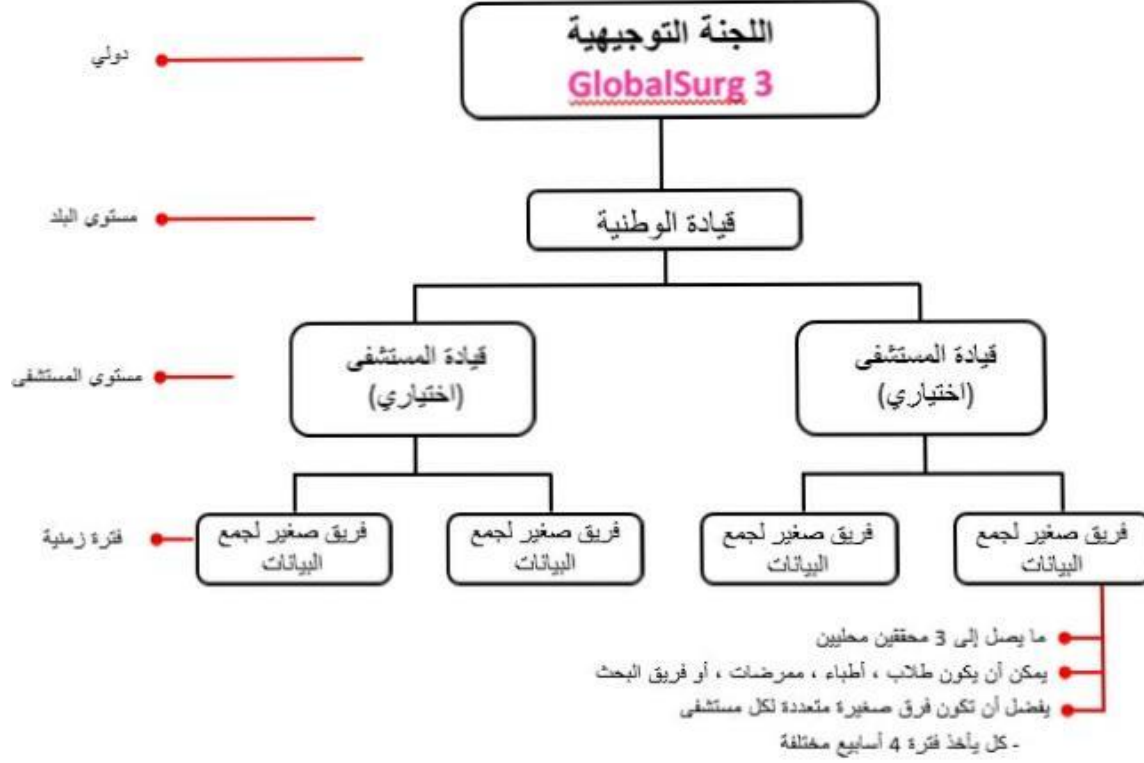 اللجنة التوجيهية
GlobalSurg 3
دولي
قيادة الوطنية
مستوى البلد
قيادة المستشفى
(اختياري)
قيادة المستشفى
(اختياري)
مستوى المستشفى
فريق صغير لجمع
البيانات
فريق صغير لجمع
البيانات
فريق صغير لجمع
البيانات
فريق صغير لجمع
البيانات
فترة زمنية
ما يصل إلى 3 محققين محليين
يمكن أن يكون طلاب ، أطباء ، ممرضات ، أو فريق البحث
يفضل أن تكون فرق صغيرة متعددة لكل مستشفى
- كل يأخذ فترة 4 أسابيع مختلفة